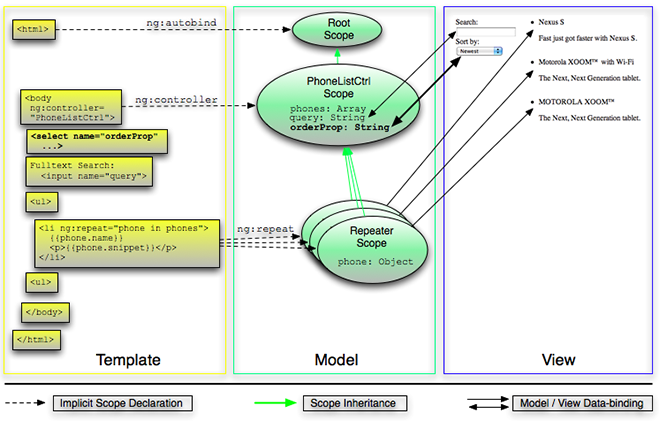 <html>
ng:autobind
Root
Scope
<body
ng:controller=
"PhoneListCtrl">
ng:controller
PhoneListCtrl
Scope
phones: Array
query: String
orderProp: String
<select name="orderProp"
...>
Fulltext Search:
<input name="query">
<ul>
<li ng:repeat="phone in phones">
{{phone.name}}
<p>{{phone.snippet}}</p>
</li>
ng:repeat
Repeater
Scope
phone: Object
<ul>
</body>
</html>
Search:
Sort by:
Newest
• Nexus S
Fast just got faster with Nexus S.
• Motorola XOOM™ with Wi-Fi
The Next, Next Generation tablet.
• MOTOROLA XOOM™
The Next, Next Generation tablet.
Template
Model
View
Implicit Scope Declaration
Scope Inheritance
Model / View Data-binding